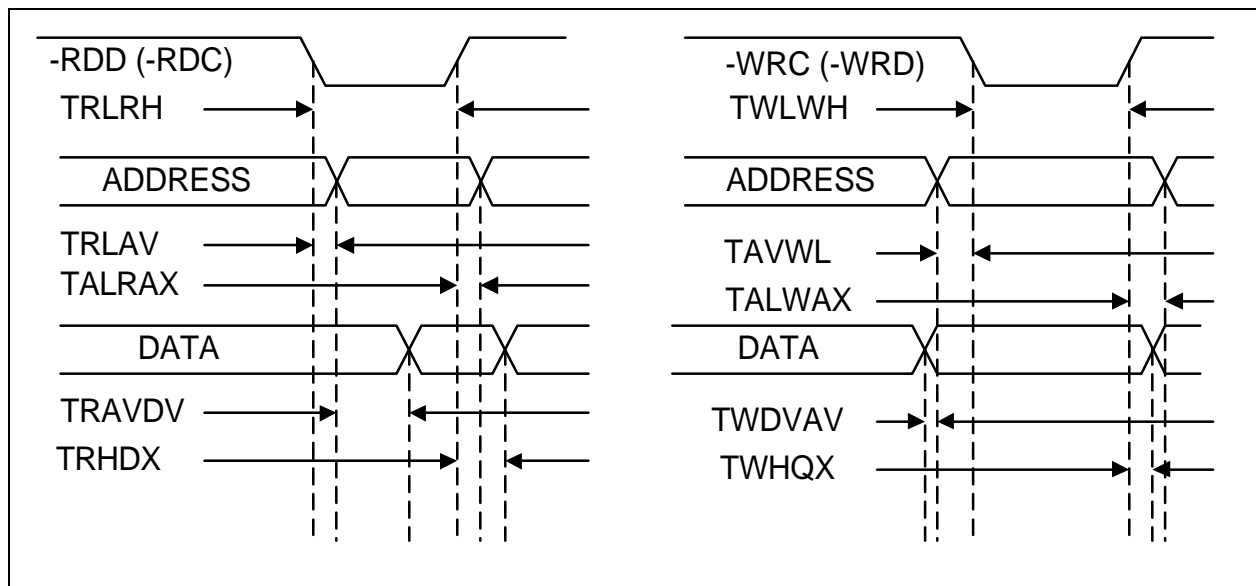 -RDD (-RDC)
TRLRH
ADDRESS
TRLAV
TALRAX
DATA
TRAVDV
TRHDX
-WRC (-WRD)
TWLWH
ADDRESS
TAVWL
TALWAX
DATA
TWDVAV
TWHQX